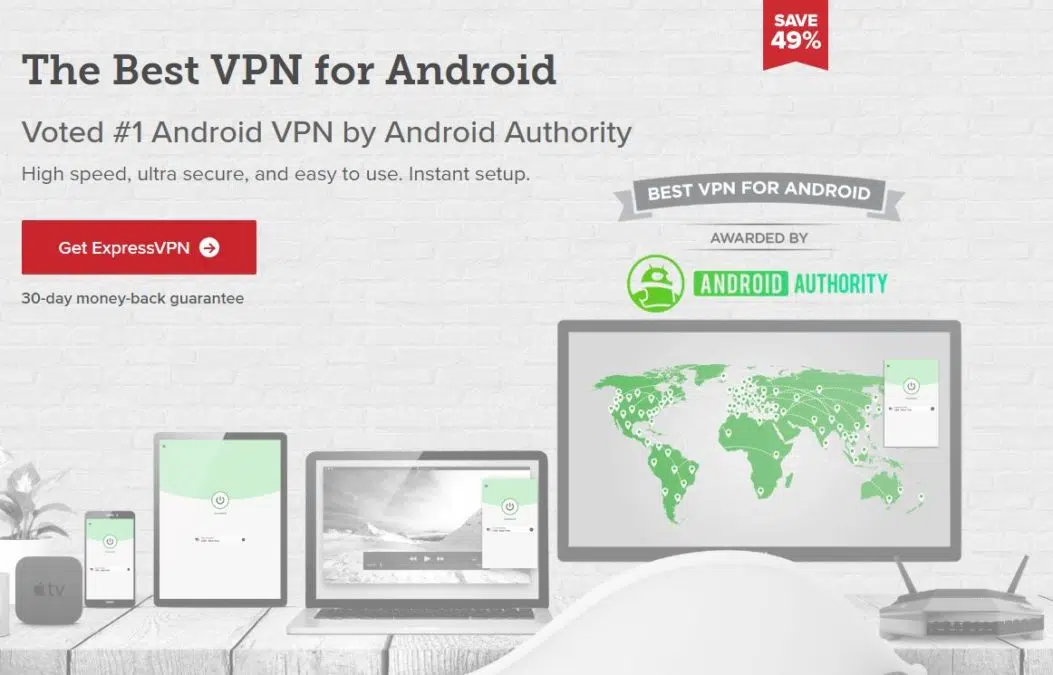 SAVE
49%
The Best VPN for Android
Voted #1 Android VPN by Android Authority
High speed, ultra secure, and easy to use. Instant setup.
Get ExpressVPN
30-day money-back guarantee
BEST VPN FOR ANDROID
AWARDED BY
ANDROID AUTHORITY
tv